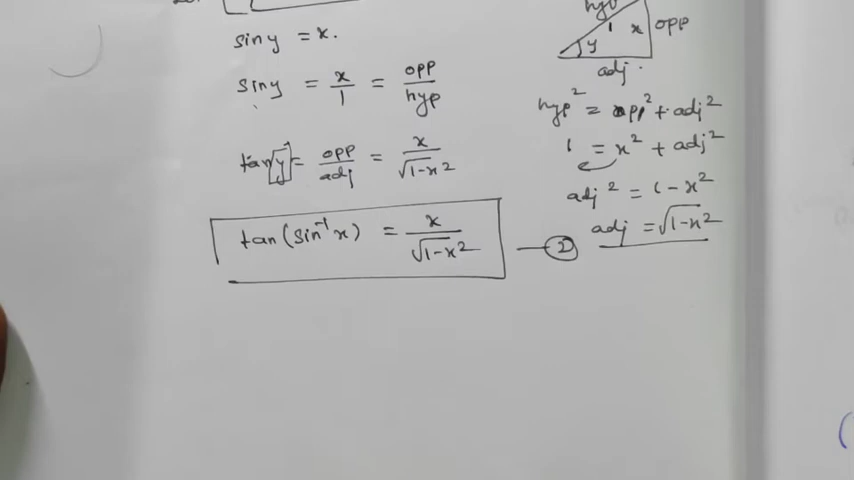 sin y = x.
sin y = x/1 = opp/hyp
tan y = opp/adj = x/√1-x2
tan (sin⁻¹ x) = x/√1-x2 — ②
hyp
1 x opp
y
adj.
hyp² = opp² + adj²
1 = x² + adj²
adj² = 1 - x²
adj = √1-x²